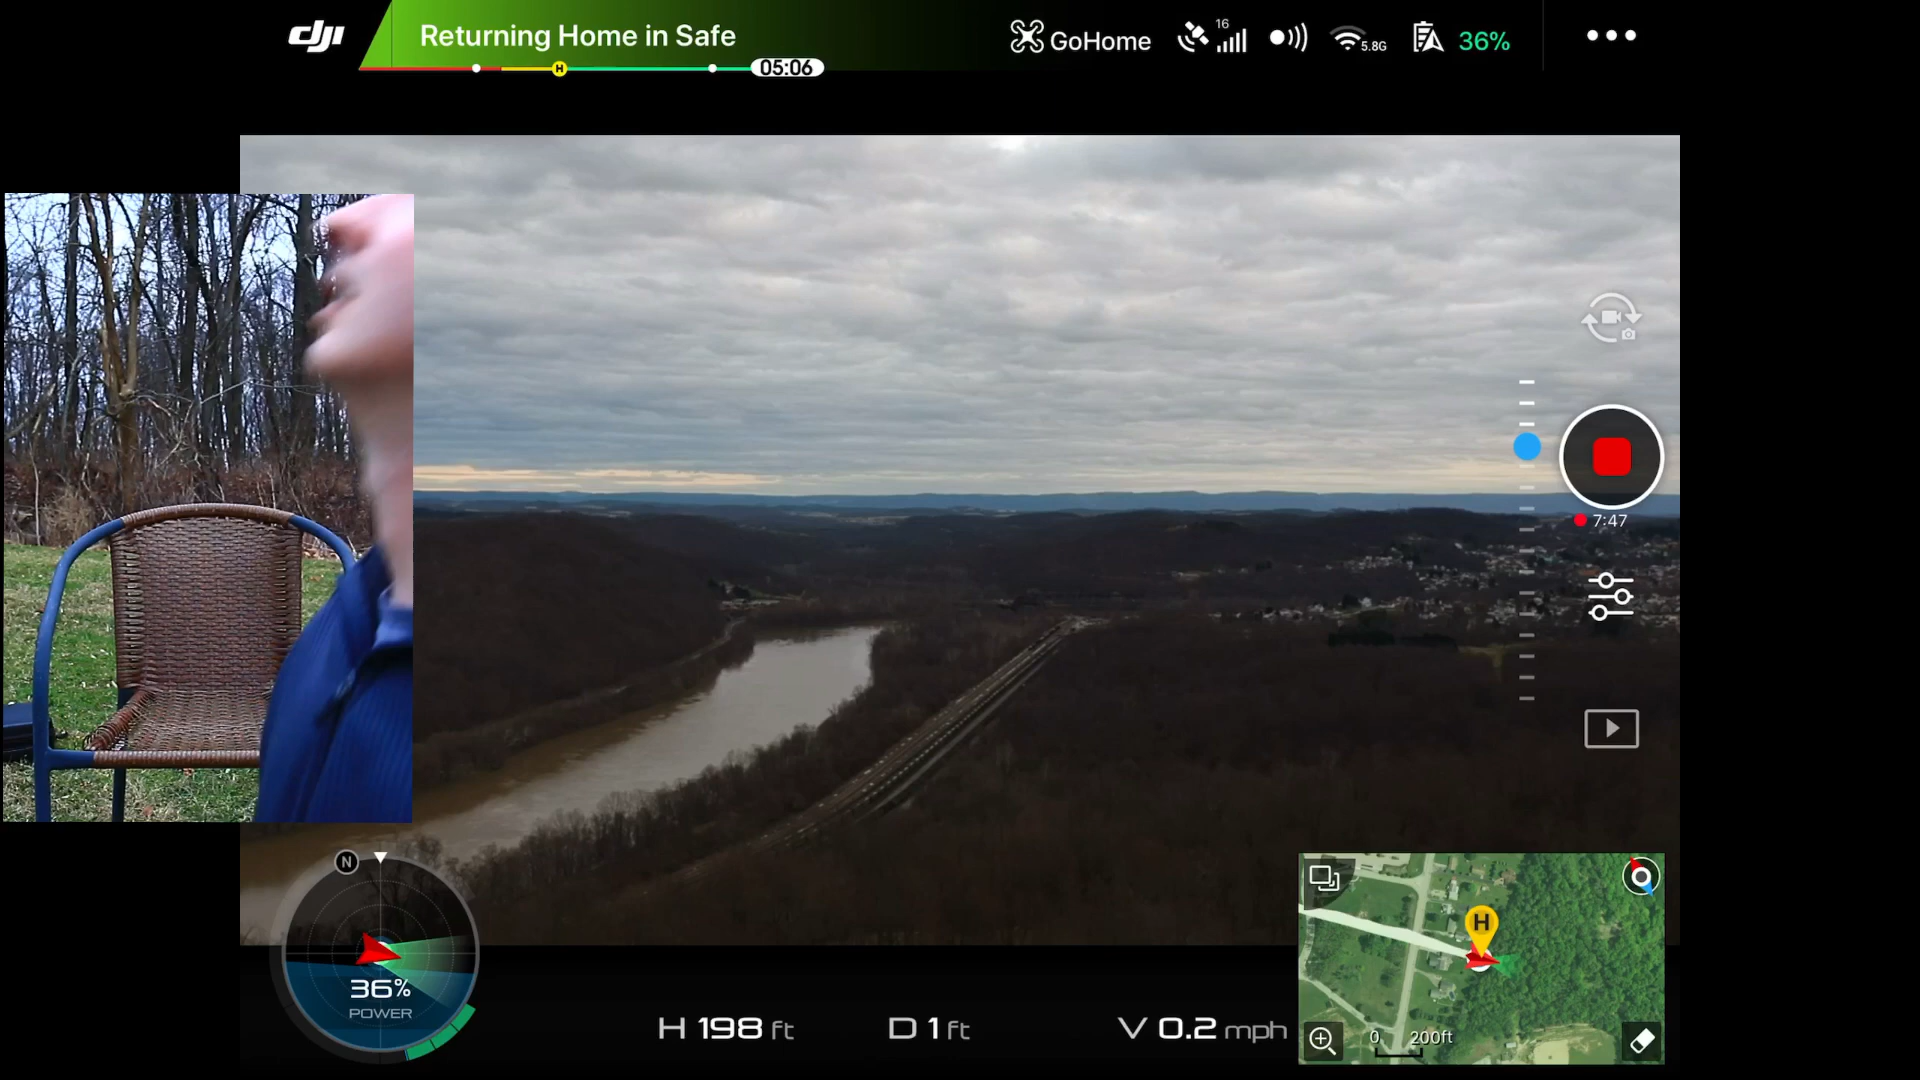 dji
Returning Home in Safe
GoHome
16
5.8G
36%
H
05:06
7:47
N
36%
POWER
H 198 ft
D 1 ft
V 0.2 mph
H
0 200ft